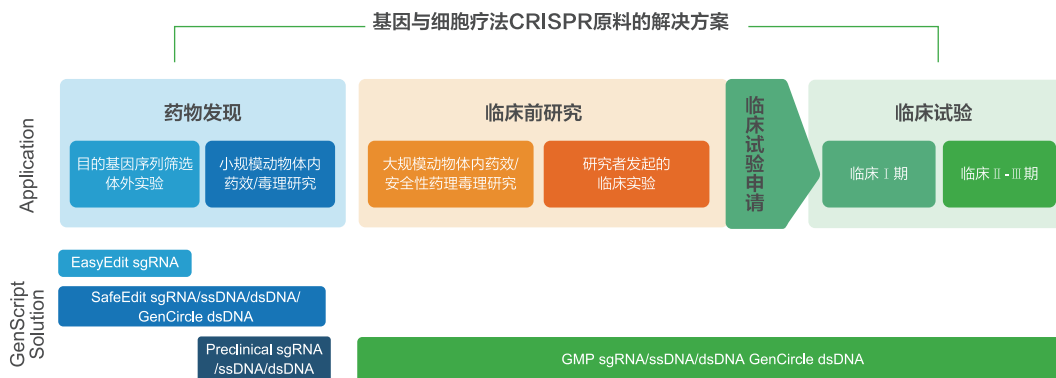 基因与细胞疗法CRISPR原料的解决方案
Application
药物发现
目的基因序列筛选
体外实验
小规模动物体内
药效/毒理研究
临床前研究
大规模动物体内药效/
安全性药理毒理研究
研究者发起的
临床实验
临床试验申请
临床试验
临床Ⅰ期
临床Ⅱ-Ⅲ期
GenScript
Solution
EasyEdit sgRNA
SafeEdit sgRNA/ssDNA/dsDNA/
GenCircle dsDNA
Preclinical sgRNA
/ssDNA/dsDNA
GMP sgRNA/ssDNA/dsDNA GenCircle dsDNA